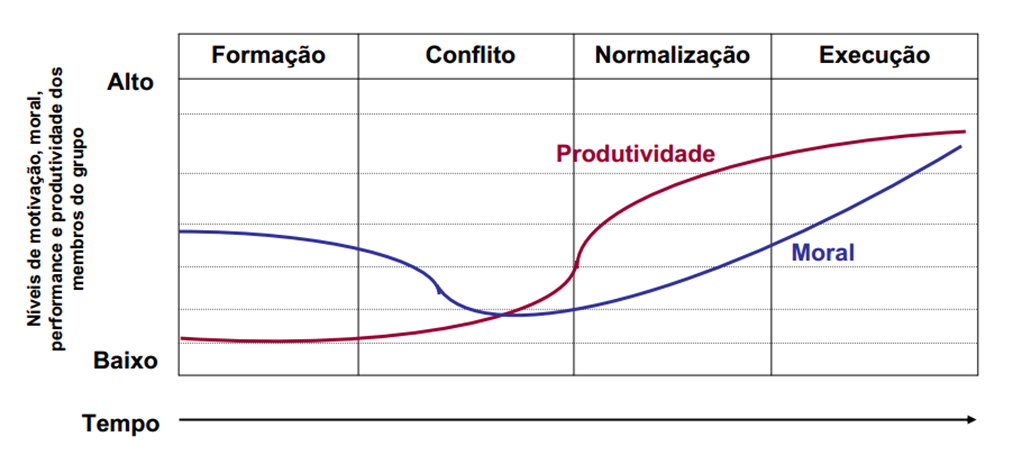 Formação Conflito Normalização Execução
Níveis de motivação, moral,
performance e produtividade dos
membros do grupo
Alto
Produtividade
Moral
Baixo
Tempo